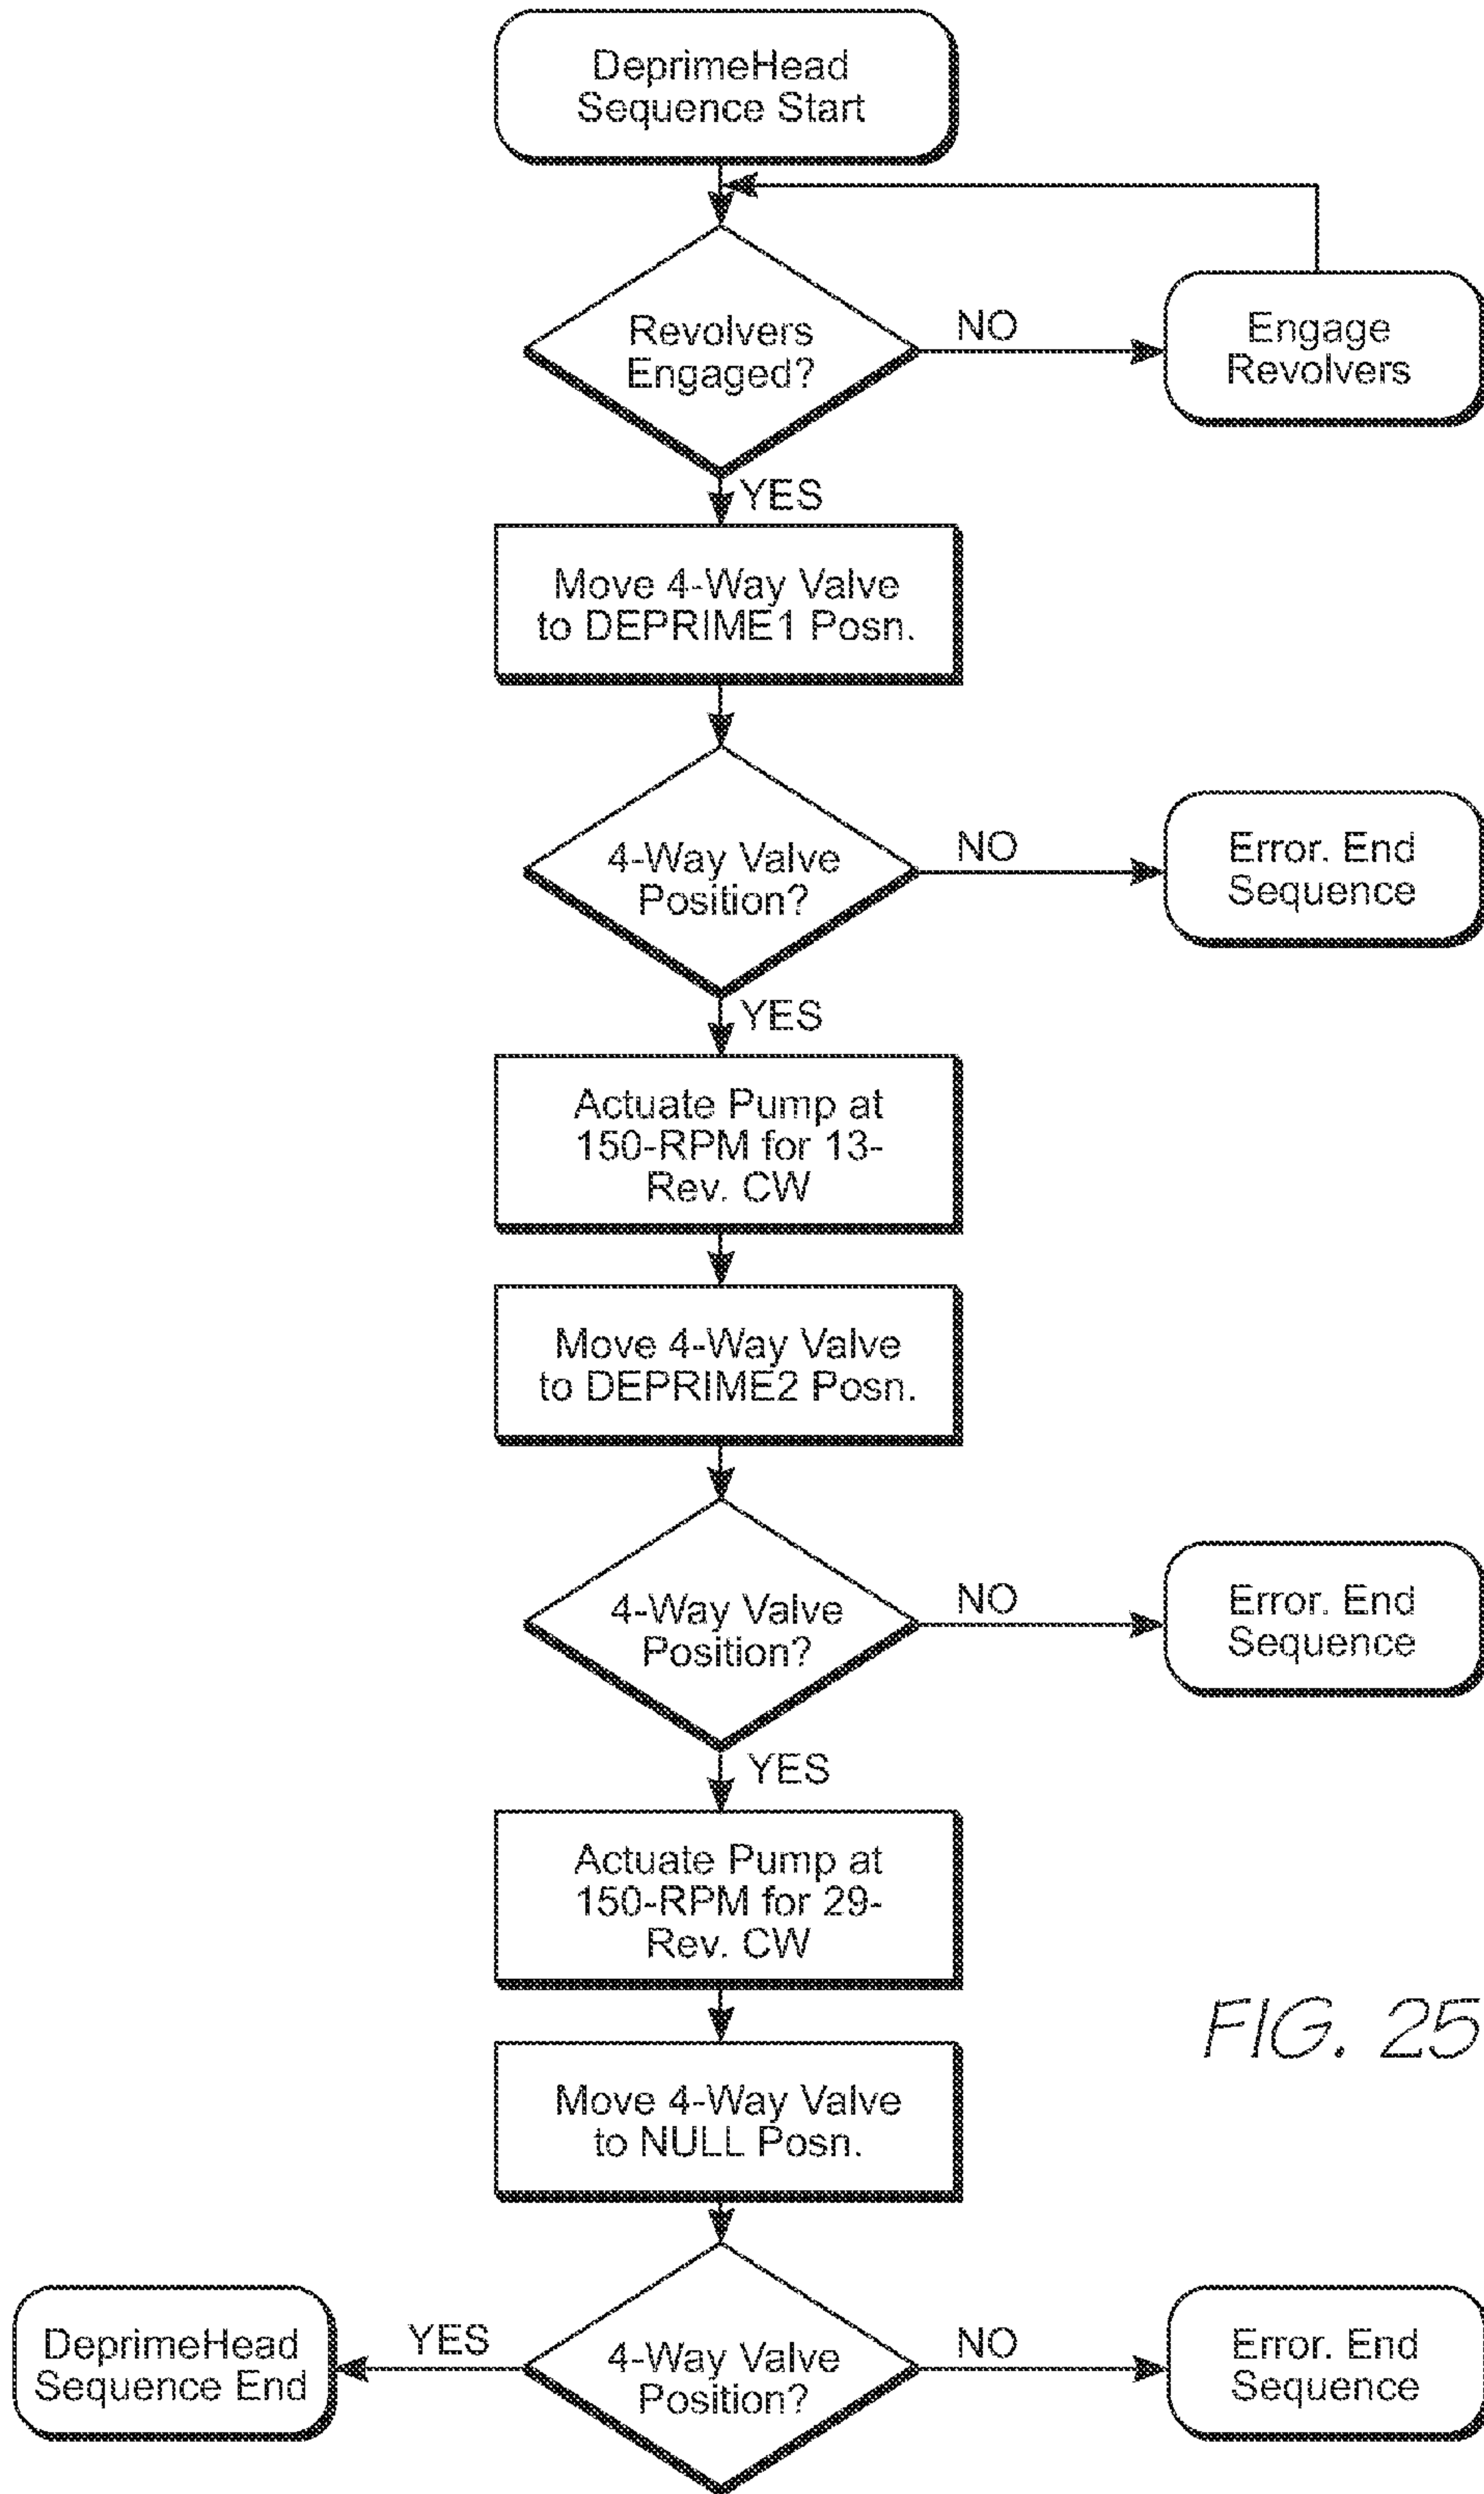 DeprimeHead
Sequence Start
Revolvers
Engaged?
NO
Engage
Revolvers
YES
Move 4-Way Valve
to DEPRIME1 Posn.
4-Way Valve
Position?
NO
Error. End
Sequence
YES
Actuate Pump at
150-RPM for 13-
Rev. CW
Move 4-Way Valve
to DEPRIME2 Posn.
4-Way Valve
Position?
NO
Error. End
Sequence
YES
Actuate Pump at
150-RPM for 29-
Rev. CW
FIG. 25
Move 4-Way Valve
to NULL Posn.
DeprimeHead
Sequence End
YES
4-Way Valve
Position?
NO
Error. End
Sequence